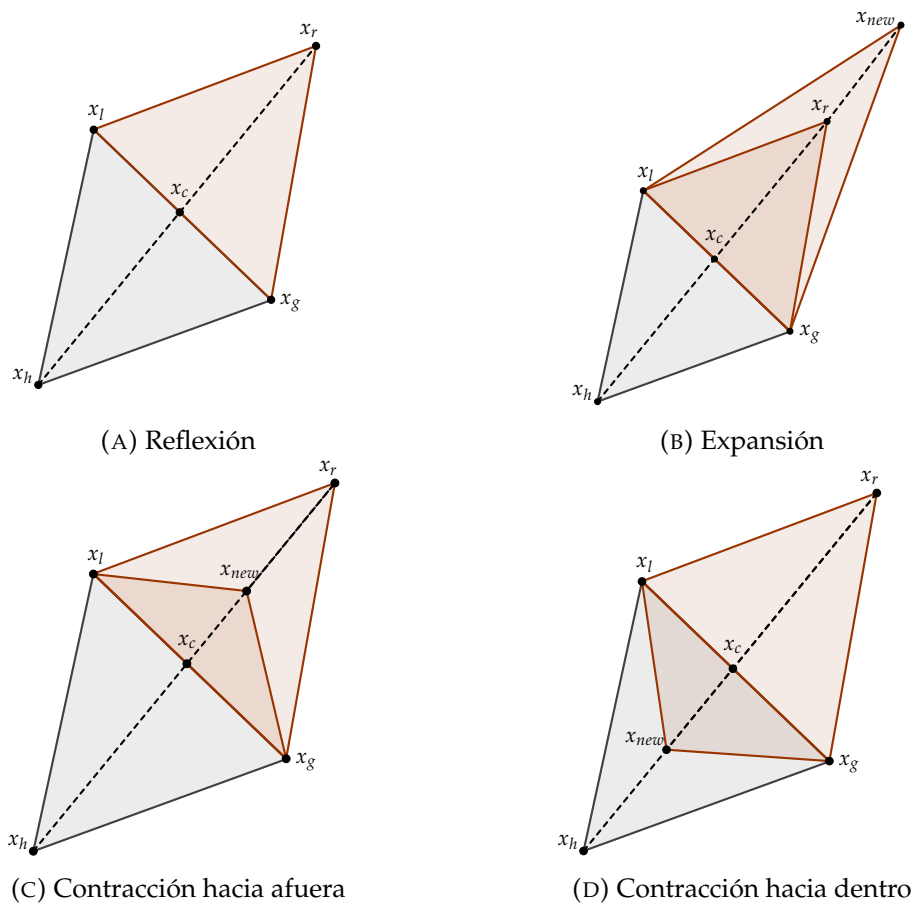 x_r
x_l
x_c
x_g
x_h
(A) Reflexión
x_new
x_r
x_l
x_c
x_g
x_h
(B) Expansión
x_r
x_l
x_new
x_c
x_g
x_h
(C) Contracción hacia afuera
x_r
x_l
x_c
x_new
x_g
x_h
(D) Contracción hacia dentro